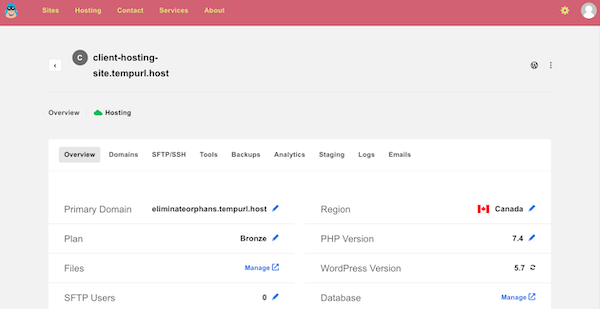 Sites Hosting Contact Services About
C client-hosting-
site.tempurl.host
Overview Hosting
Overview Domains SFTP/SSH Tools Backups Analytics Staging Logs Emails
Primary Domain eliminateorphans.tempurl.host Region Canada
Plan Bronze PHP Version 7.4
Files Manage WordPress Version 5.7
SFTP Users 0 Database Manage